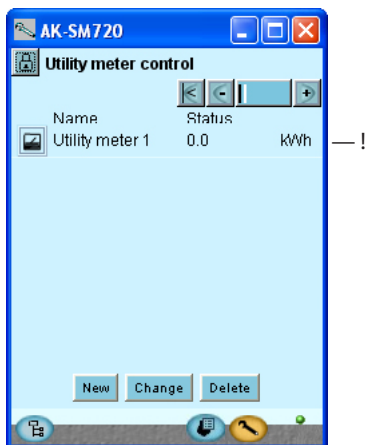 AK-SM720
Utility meter control
Name Status
Utility meter 1 0.0 kWh — !
New Change Delete